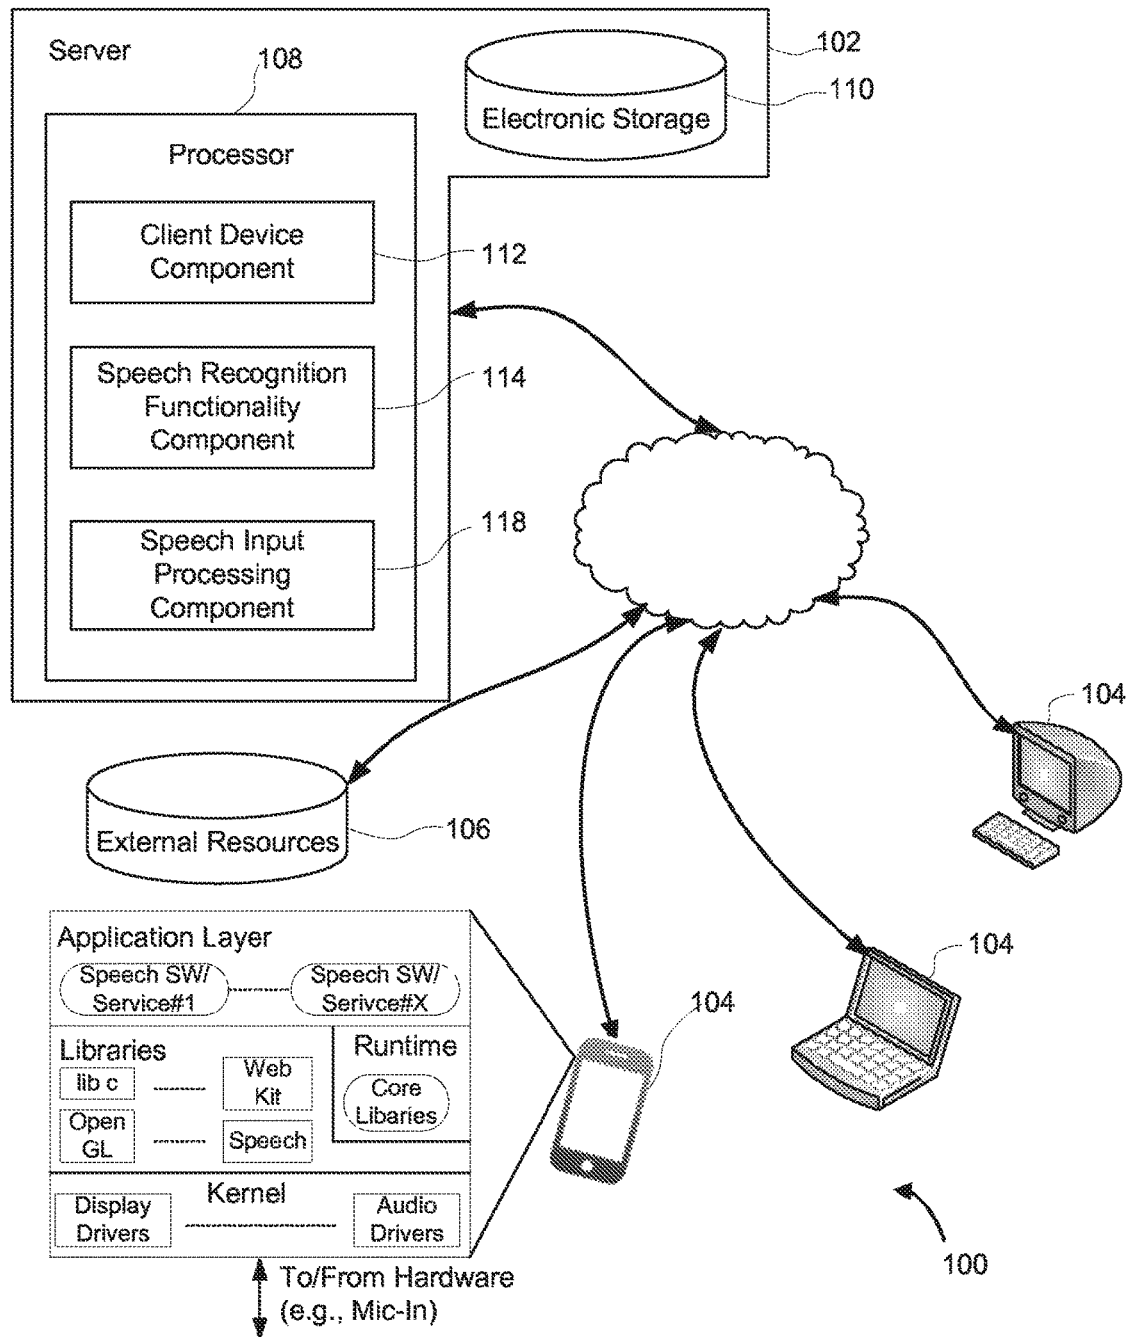 Server
108
102
110
Electronic Storage
Processor
Client Device
Component
112
Speech Recognition
Functionality
Component
114
Speech Input
Processing
Component
118
External Resources
106
104
104
104
Application Layer
Speech SW/
Service#1
Speech SW/
Serivce#X
Libraries
lib c
Web
Kit
Open
GL
Speech
Runtime
Core
Libaries
Kernel
Display
Drivers
Audio
Drivers
To/From Hardware
(e.g., Mic-In)
100